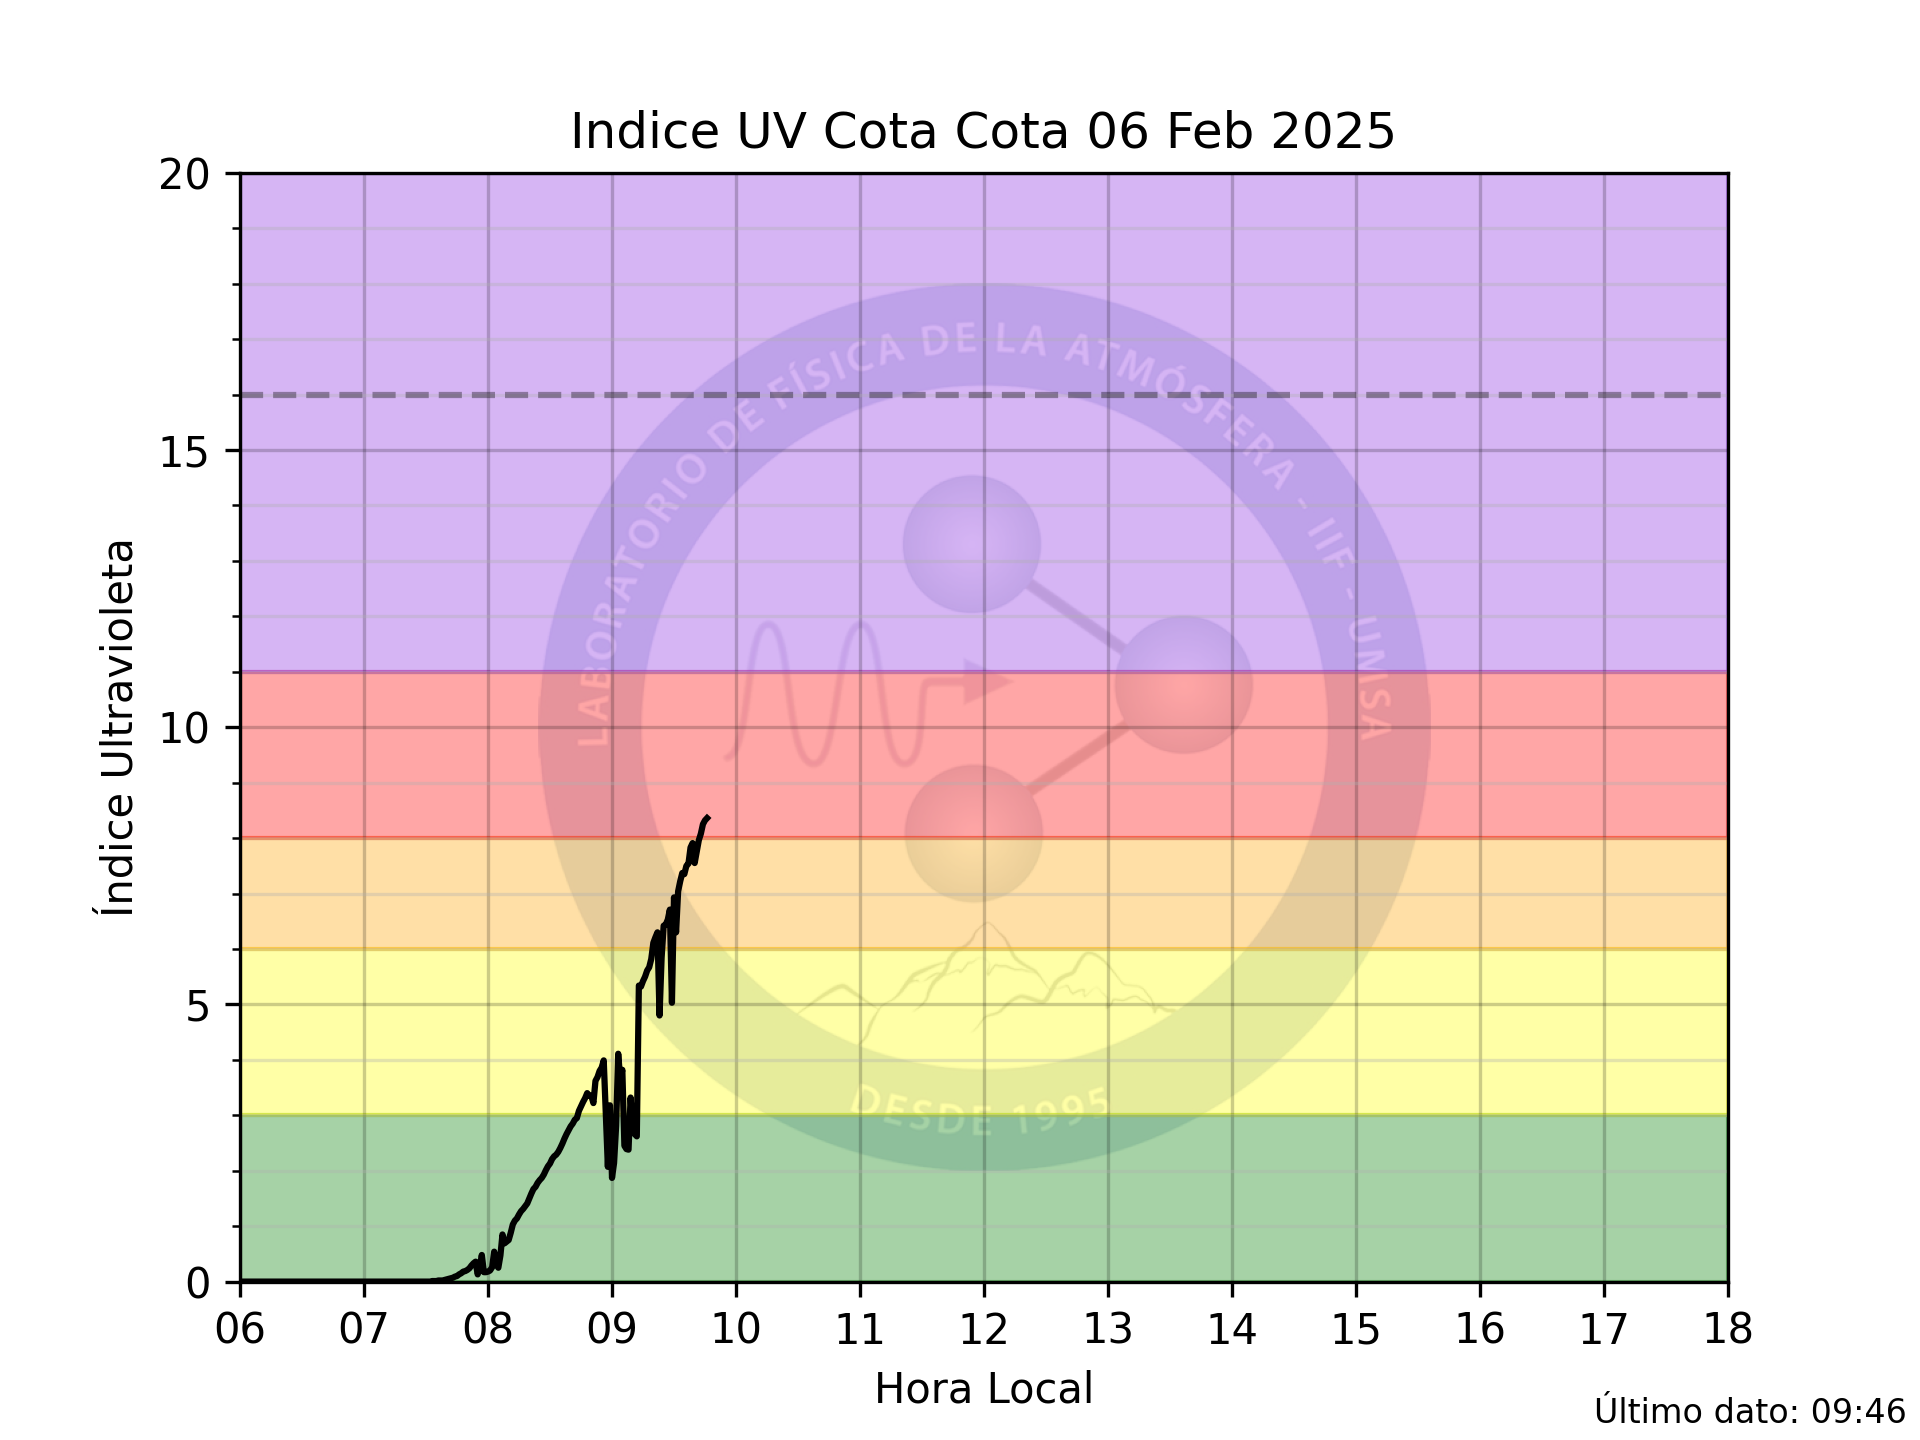 Indice UV Cota Cota 06 Feb 2025
20
15
10
5
0
Índice Ultravioleta
LABORATORIO DE FÍSICA DE LA ATMÓSFERA - IIF - UMSA
DESDE 1995
06 07 08 09 10 11 12 13 14 15 16 17 18
Hora Local
Último dato: 09:46